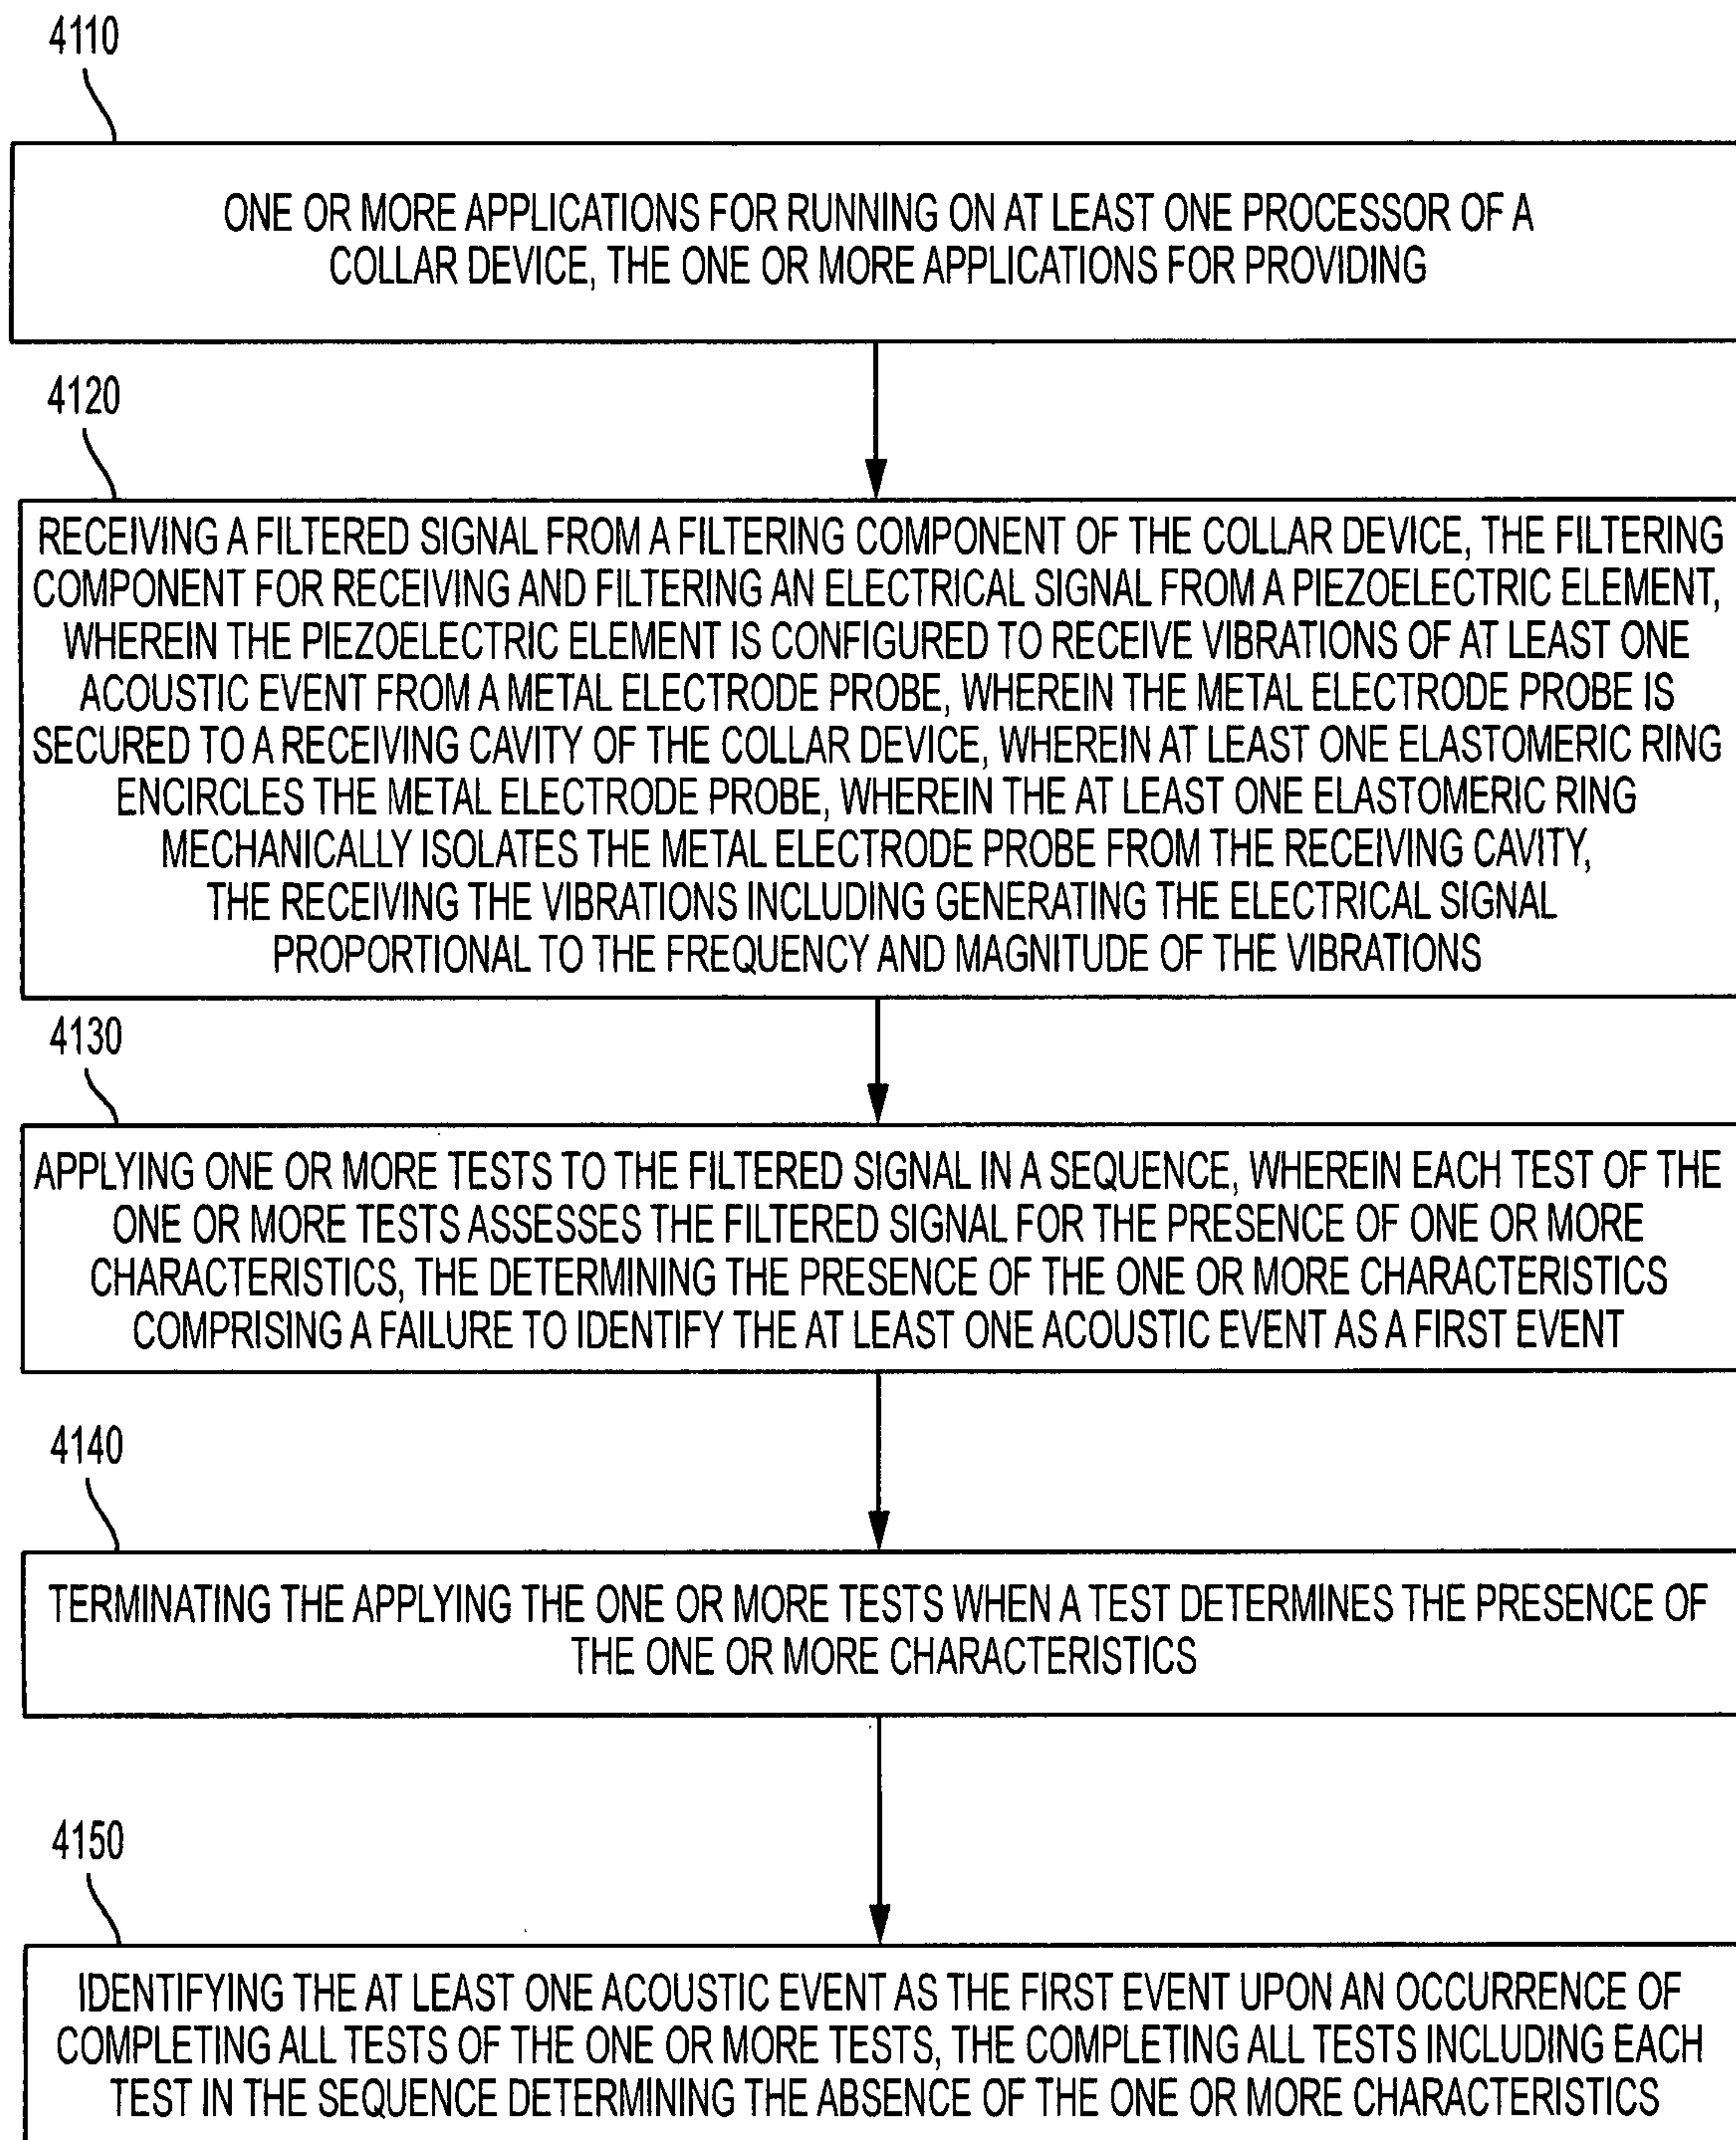 4110
ONE OR MORE APPLICATIONS FOR RUNNING ON AT LEAST ONE PROCESSOR OF A
COLLAR DEVICE, THE ONE OR MORE APPLICATIONS FOR PROVIDING
4120
RECEIVING A FILTERED SIGNAL FROM A FILTERING COMPONENT OF THE COLLAR DEVICE, THE FILTERING
COMPONENT FOR RECEIVING AND FILTERING AN ELECTRICAL SIGNAL FROM A PIEZOELECTRIC ELEMENT,
WHEREIN THE PIEZOELECTRIC ELEMENT IS CONFIGURED TO RECEIVE VIBRATIONS OF AT LEAST ONE
ACOUSTIC EVENT FROM A METAL ELECTRODE PROBE, WHEREIN THE METAL ELECTRODE PROBE IS
SECURED TO A RECEIVING CAVITY OF THE COLLAR DEVICE, WHEREIN AT LEAST ONE ELASTOMERIC RING
ENCIRCLES THE METAL ELECTRODE PROBE, WHEREIN THE AT LEAST ONE ELASTOMERIC RING
MECHANICALLY ISOLATES THE METAL ELECTRODE PROBE FROM THE RECEIVING CAVITY,
THE RECEIVING THE VIBRATIONS INCLUDING GENERATING THE ELECTRICAL SIGNAL
PROPORTIONAL TO THE FREQUENCY AND MAGNITUDE OF THE VIBRATIONS
4130
APPLYING ONE OR MORE TESTS TO THE FILTERED SIGNAL IN A SEQUENCE, WHEREIN EACH TEST OF THE
ONE OR MORE TESTS ASSESSES THE FILTERED SIGNAL FOR THE PRESENCE OF ONE OR MORE
CHARACTERISTICS, THE DETERMINING THE PRESENCE OF THE ONE OR MORE CHARACTERISTICS
COMPRISING A FAILURE TO IDENTIFY THE AT LEAST ONE ACOUSTIC EVENT AS A FIRST EVENT
4140
TERMINATING THE APPLYING THE ONE OR MORE TESTS WHEN A TEST DETERMINES THE PRESENCE OF
THE ONE OR MORE CHARACTERISTICS
4150
IDENTIFYING THE AT LEAST ONE ACOUSTIC EVENT AS THE FIRST EVENT UPON AN OCCURRENCE OF
COMPLETING ALL TESTS OF THE ONE OR MORE TESTS, THE COMPLETING ALL TESTS INCLUDING EACH
TEST IN THE SEQUENCE DETERMINING THE ABSENCE OF THE ONE OR MORE CHARACTERISTICS